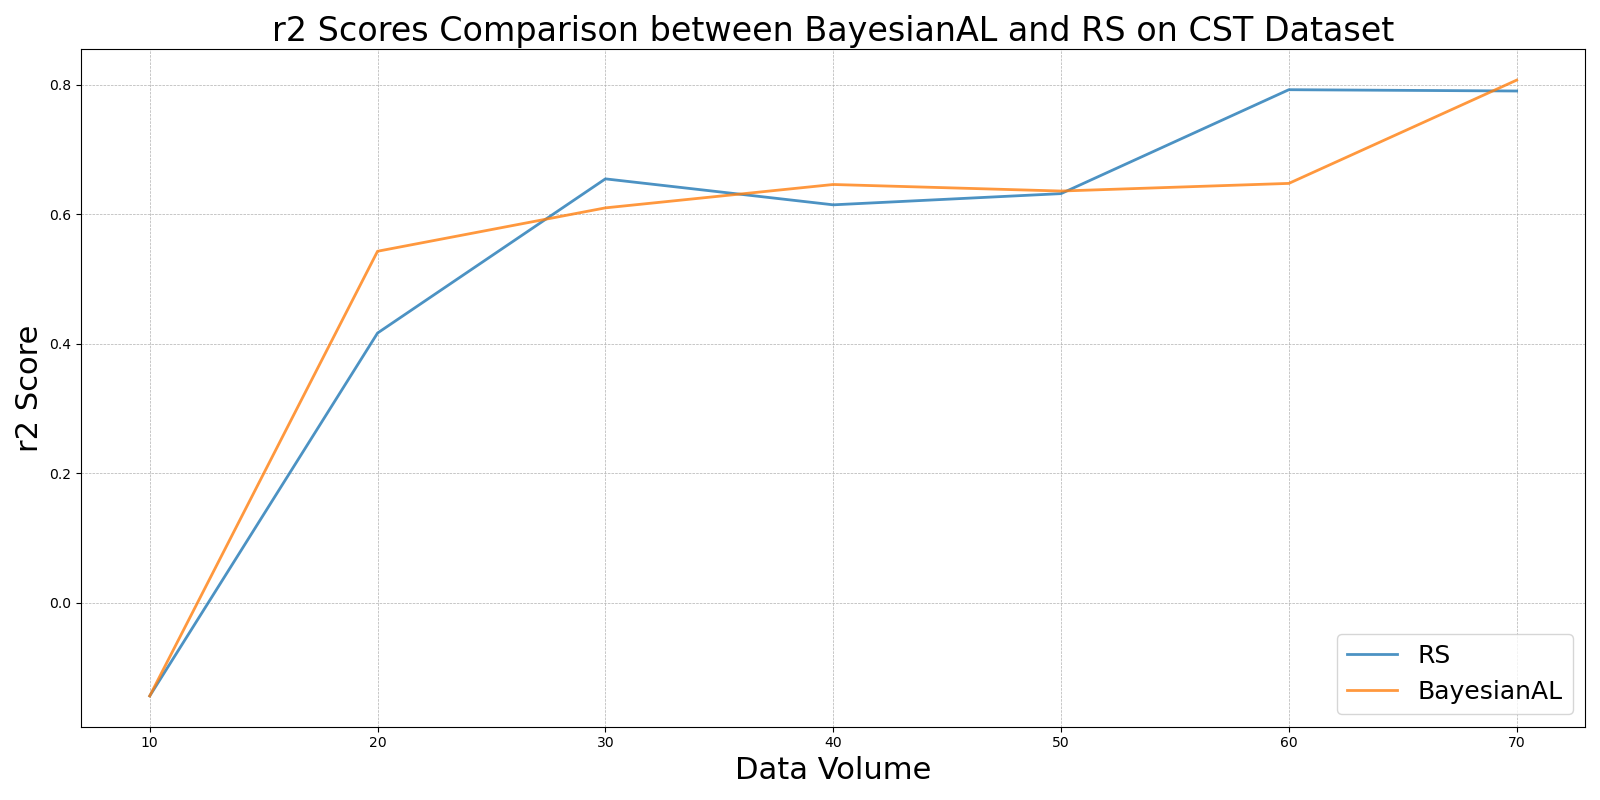 r2 Scores Comparison between BayesianAL and RS on CST Dataset
r2 Score
0.8
0.6
0.4
0.2
0.0
10 20 30 40 50 60 70
Data Volume
RS
BayesianAL